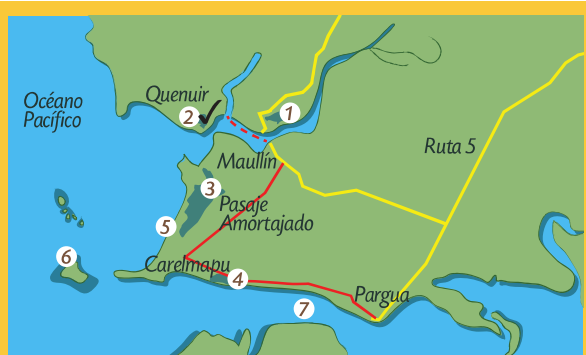 Quenuir
2
1
Océano
Pacífico
Ruta 5
Maullín
3
Pasaje
Amortajado
5
6
Carelmapu
4
7
Pargua